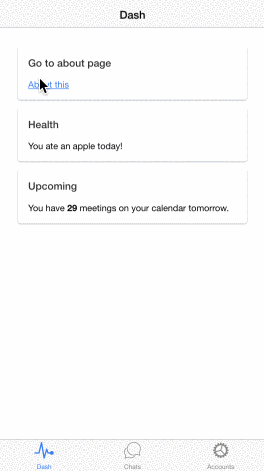 Dash
Go to about page
About this
Health
You ate an apple today!
Upcoming
You have 29 meetings on your calendar tomorrow.
Dash
Chats
Accounts